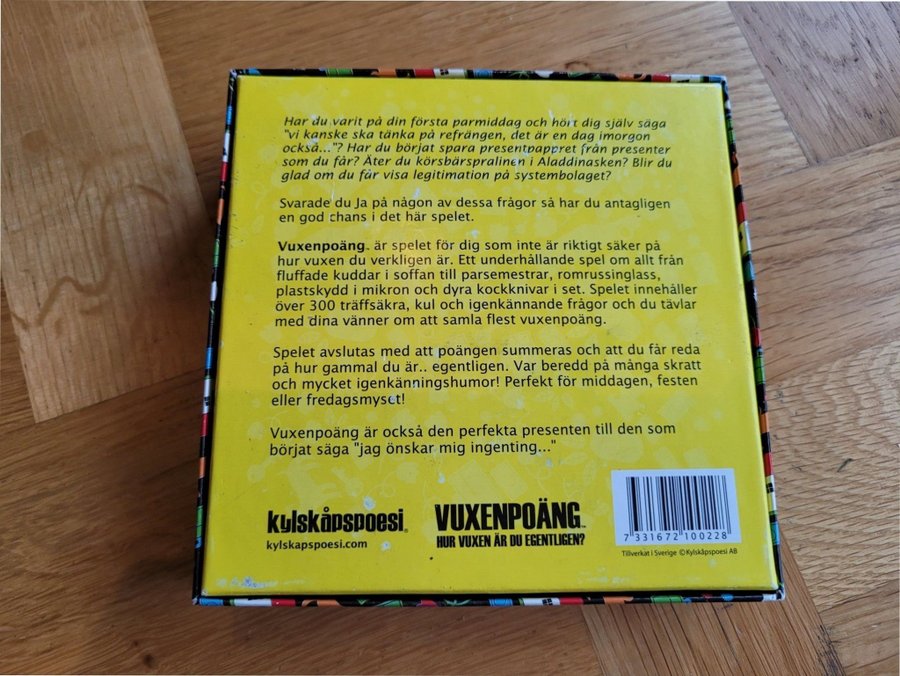 Har du varit på din första parmiddag och hört dig själv säga
"vi kanske ska tänka på refrängen, det är en dag imorgon
också..."? Har du börjat spara presentpappret från presenter
som du får? Äter du körsbärspralinen i Aladdinasken? Blir du
glad om du får visa legitimation på systembolaget?
Svarade du Ja på någon av dessa frågor så har du antagligen
en god chans i det här spelet.
Vuxenpoäng™ är spelet för dig som inte är riktigt säker på
hur vuxen du verkligen är. Ett underhållande spel om allt från
fluffade kuddar i soffan till parsemestrar, romrussinglass,
plastskydd i mikron och dyra kockknivar i set. Spelet innehåller
över 300 träffsäkra, kul och igenkännande frågor och du tävlar
med dina vänner om att samla flest vuxenpoäng.
Spelet avslutas med att poängen summeras och att du får reda
på hur gammal du är.. egentligen. Var beredd på många skratt
och mycket igenkänningshumor! Perfekt för middagen, festen
eller fredagsmyset!
Vuxenpoäng är också den perfekta presenten till den som
börjat säga "jag önskar mig ingenting..."
kylskåpspoesi®
kylskapspoesi.com
VUXENPOÄNG™
HUR VUXEN ÄR DU EGENTLIGEN?
7 331672 100228
Tillverkat i Sverige ©Kylskåpspoesi AB